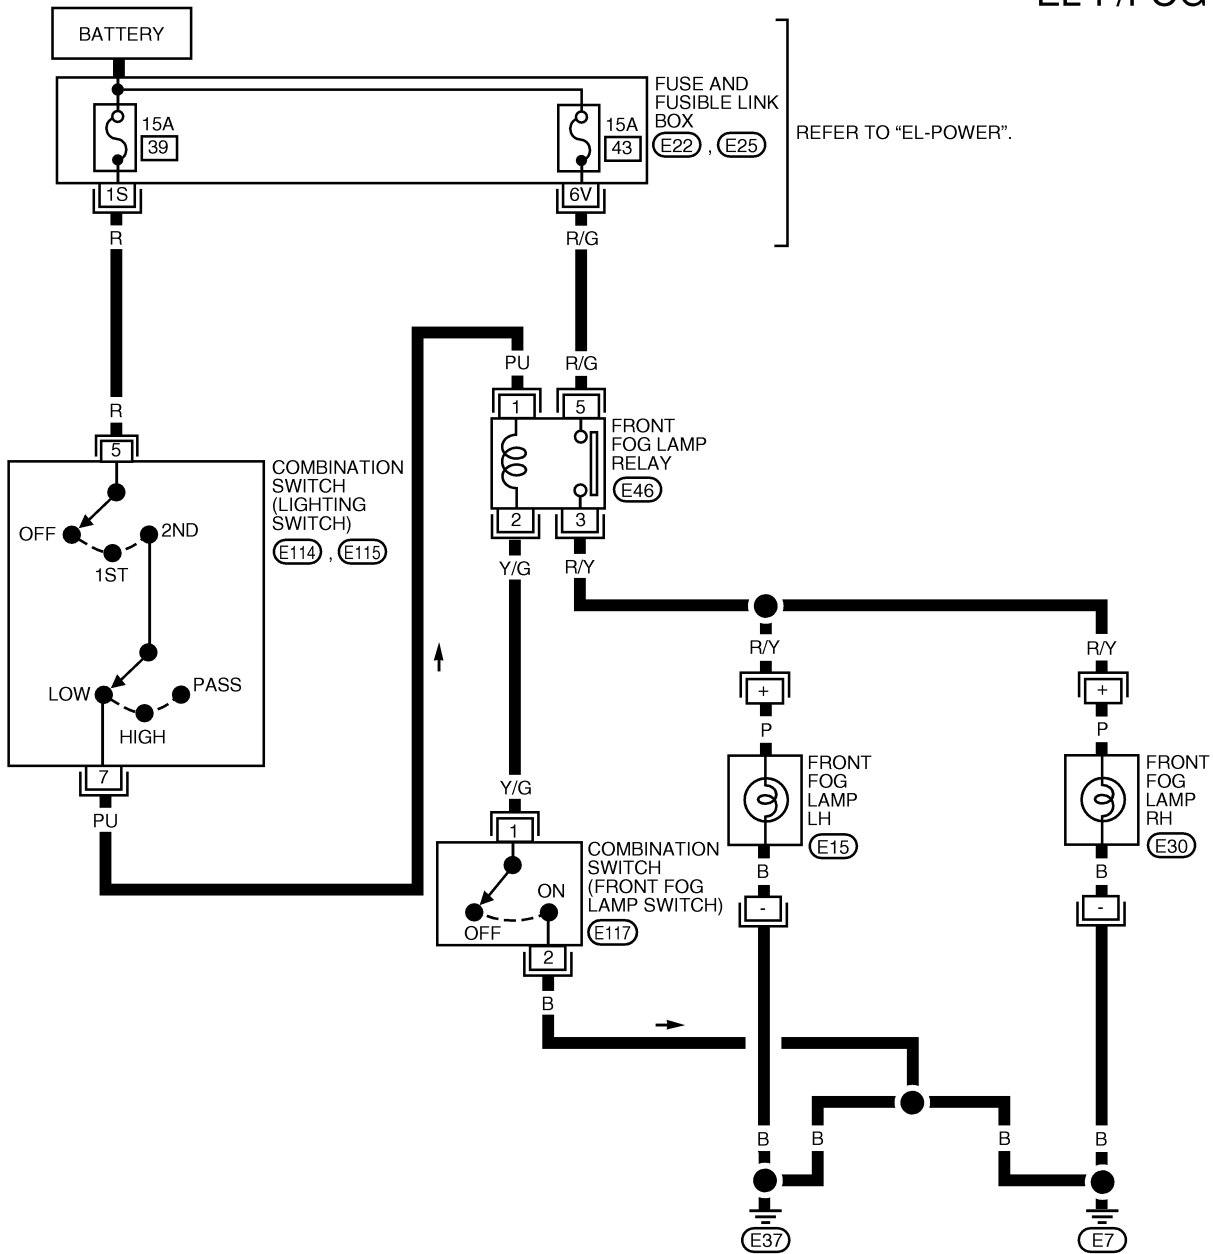 BATTERY
FUSE AND
FUSIBLE LINK
BOX
E22 , E25
15A
39
15A
43
REFER TO “EL-POWER”.
1S
6V
R
R/G
R
PU
R/G
5
1
5
FRONT
FOG LAMP
RELAY
E46
2
3
COMBINATION
SWITCH
(LIGHTING
SWITCH)
E114 , E115
OFF
2ND
1ST
LOW
PASS
HIGH
7
PU
Y/G
R/Y
R/Y
R/Y
+
+
P
P
Y/G
1
FRONT
FOG
LAMP
LH
E15
FRONT
FOG
LAMP
RH
E30
COMBINATION
SWITCH
(FRONT FOG
LAMP SWITCH)
E117
ON
OFF
2
B
B
B
-
-
B
B
B
B
E37
E7